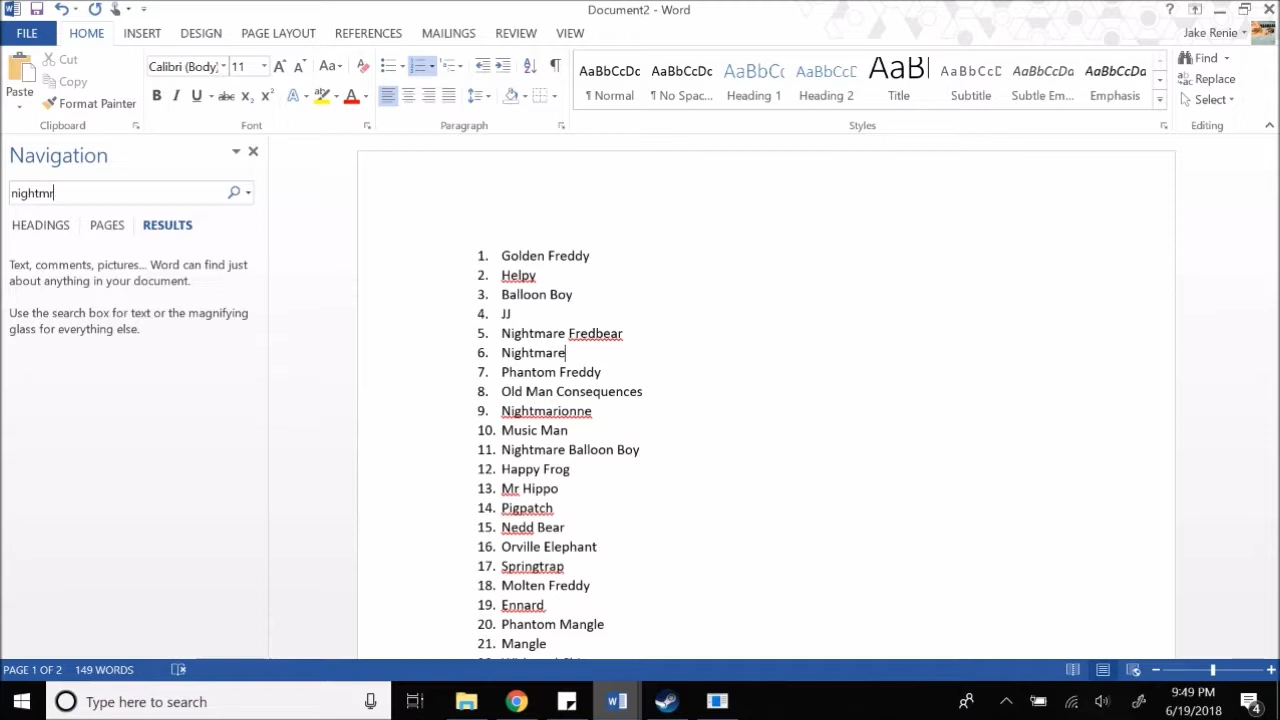 Document2 - Word
FILE HOME INSERT DESIGN PAGE LAYOUT REFERENCES MAILINGS REVIEW VIEW Jake Renie
Paste
Cut
Copy
Format Painter
Clipboard
Calibri (Body) 11
Font
Paragraph
AaBbCcDc AaBbCcDc AaBbCc AaBbCcD AaBl AaBbCcD AaBbCcDc AaBbCcDc
¶ Normal ¶ No Spac... Heading 1 Heading 2 Title Subtitle Subtle Em... Emphasis
Styles
Find
Replace
Select
Editing
Navigation
nightmr
HEADINGS PAGES RESULTS
Text, comments, pictures... Word can find just
about anything in your document.
Use the search box for text or the magnifying
glass for everything else.
1. Golden Freddy
2. Helpy
3. Balloon Boy
4. JJ
5. Nightmare Fredbear
6. Nightmare
7. Phantom Freddy
8. Old Man Consequences
9. Nightmarionne
10. Music Man
11. Nightmare Balloon Boy
12. Happy Frog
13. Mr Hippo
14. Pigpatch
15. Nedd Bear
16. Orville Elephant
17. Springtrap
18. Molten Freddy
19. Ennard
20. Phantom Mangle
21. Mangle
PAGE 1 OF 2 149 WORDS
Type here to search
9:49 PM
6/19/2018
4